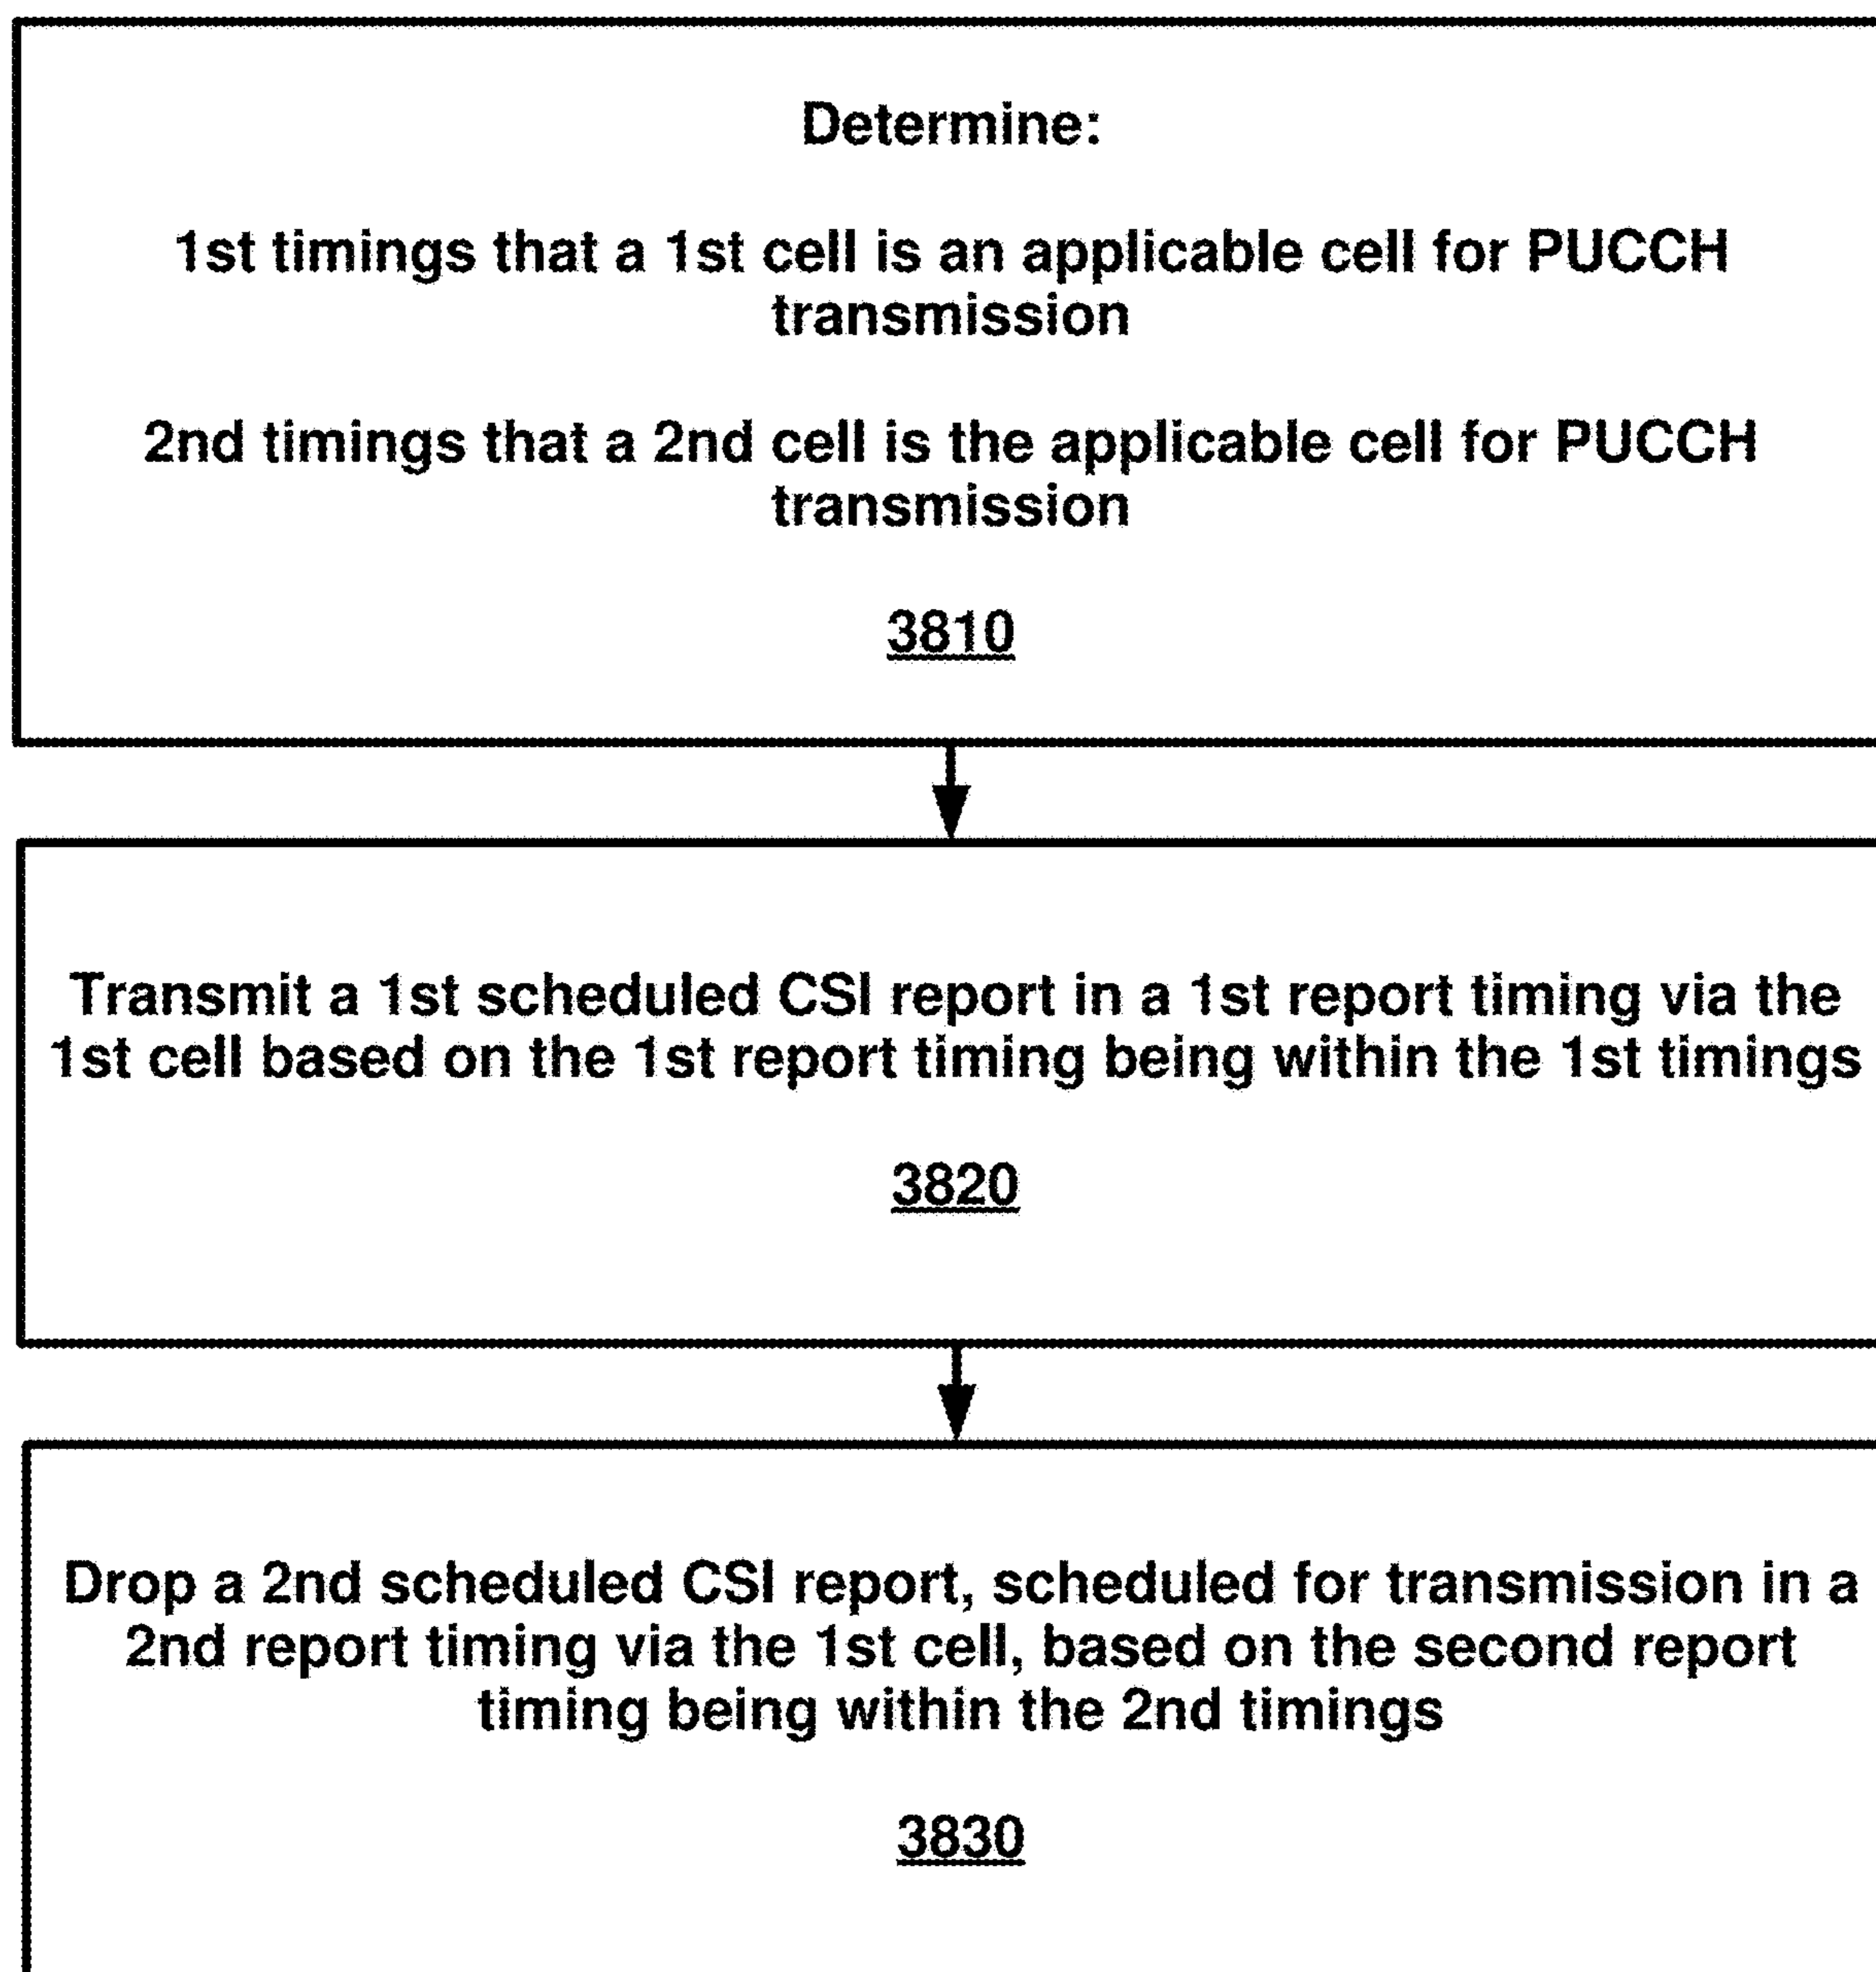 Determine:
1st timings that a 1st cell is an applicable cell for PUCCH
transmission
2nd timings that a 2nd cell is the applicable cell for PUCCH
transmission
3810
Transmit a 1st scheduled CSI report in a 1st report timing via the
1st cell based on the 1st report timing being within the 1st timings
3820
Drop a 2nd scheduled CSI report, scheduled for transmission in a
2nd report timing via the 1st cell, based on the second report
timing being within the 2nd timings
3830